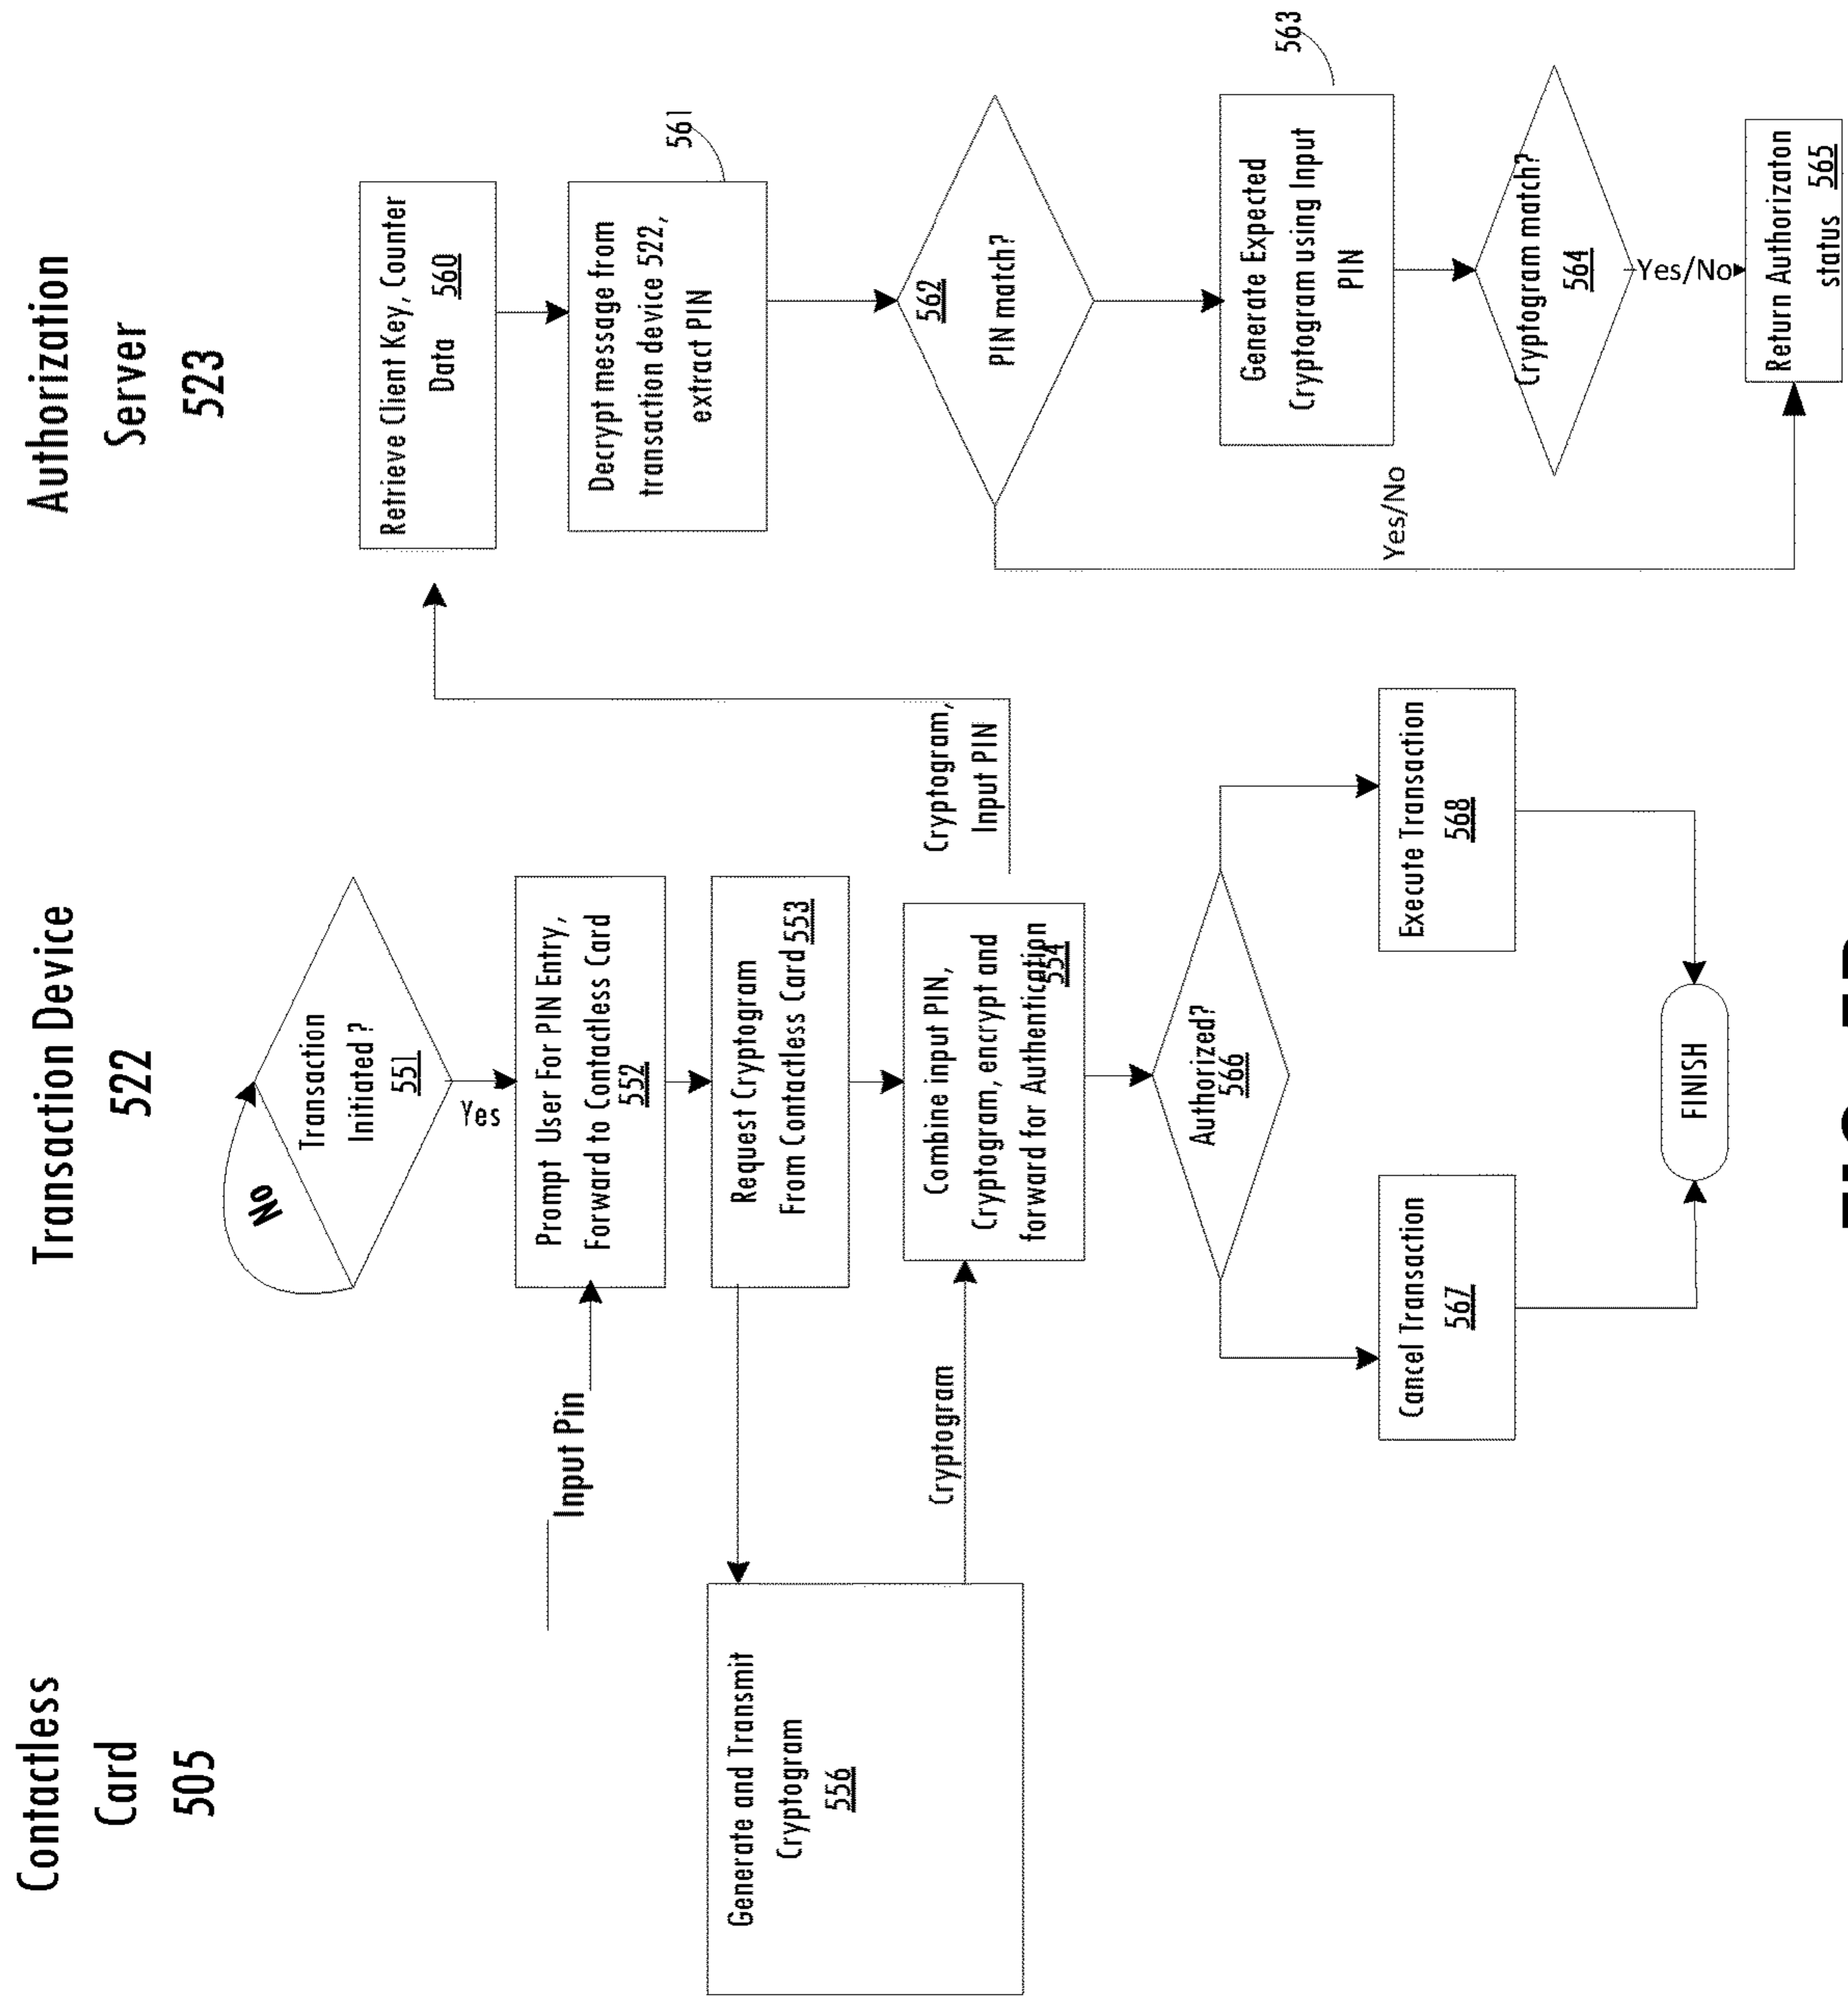 Contactless
Card
505
Transaction Device
522
Authorization
Server
523
Transaction
Initiated ?
551
No
Yes
Input Pin
Prompt User For PIN Entry,
Forward to Contactless Card
552
Request Cryptogram
From Contactless Card 553
Generate and Transmit
Cryptogram
556
Cryptogram
Combine input PIN,
Cryptogram, encrypt and
forward for Authentication
554
Cryptogram,
Input PIN
Authorized?
566
Cancel Transaction
567
Execute Transaction
568
FINISH
Retrieve Client Key, Counter
Data 560
Decrypt message from
transaction device 522,
extract PIN
561
562
PIN match?
Generate Expected
Cryptogram using Input
PIN
563
Yes/No
Cryptogram match?
564
Yes/No
Return Authorizaton
status 565